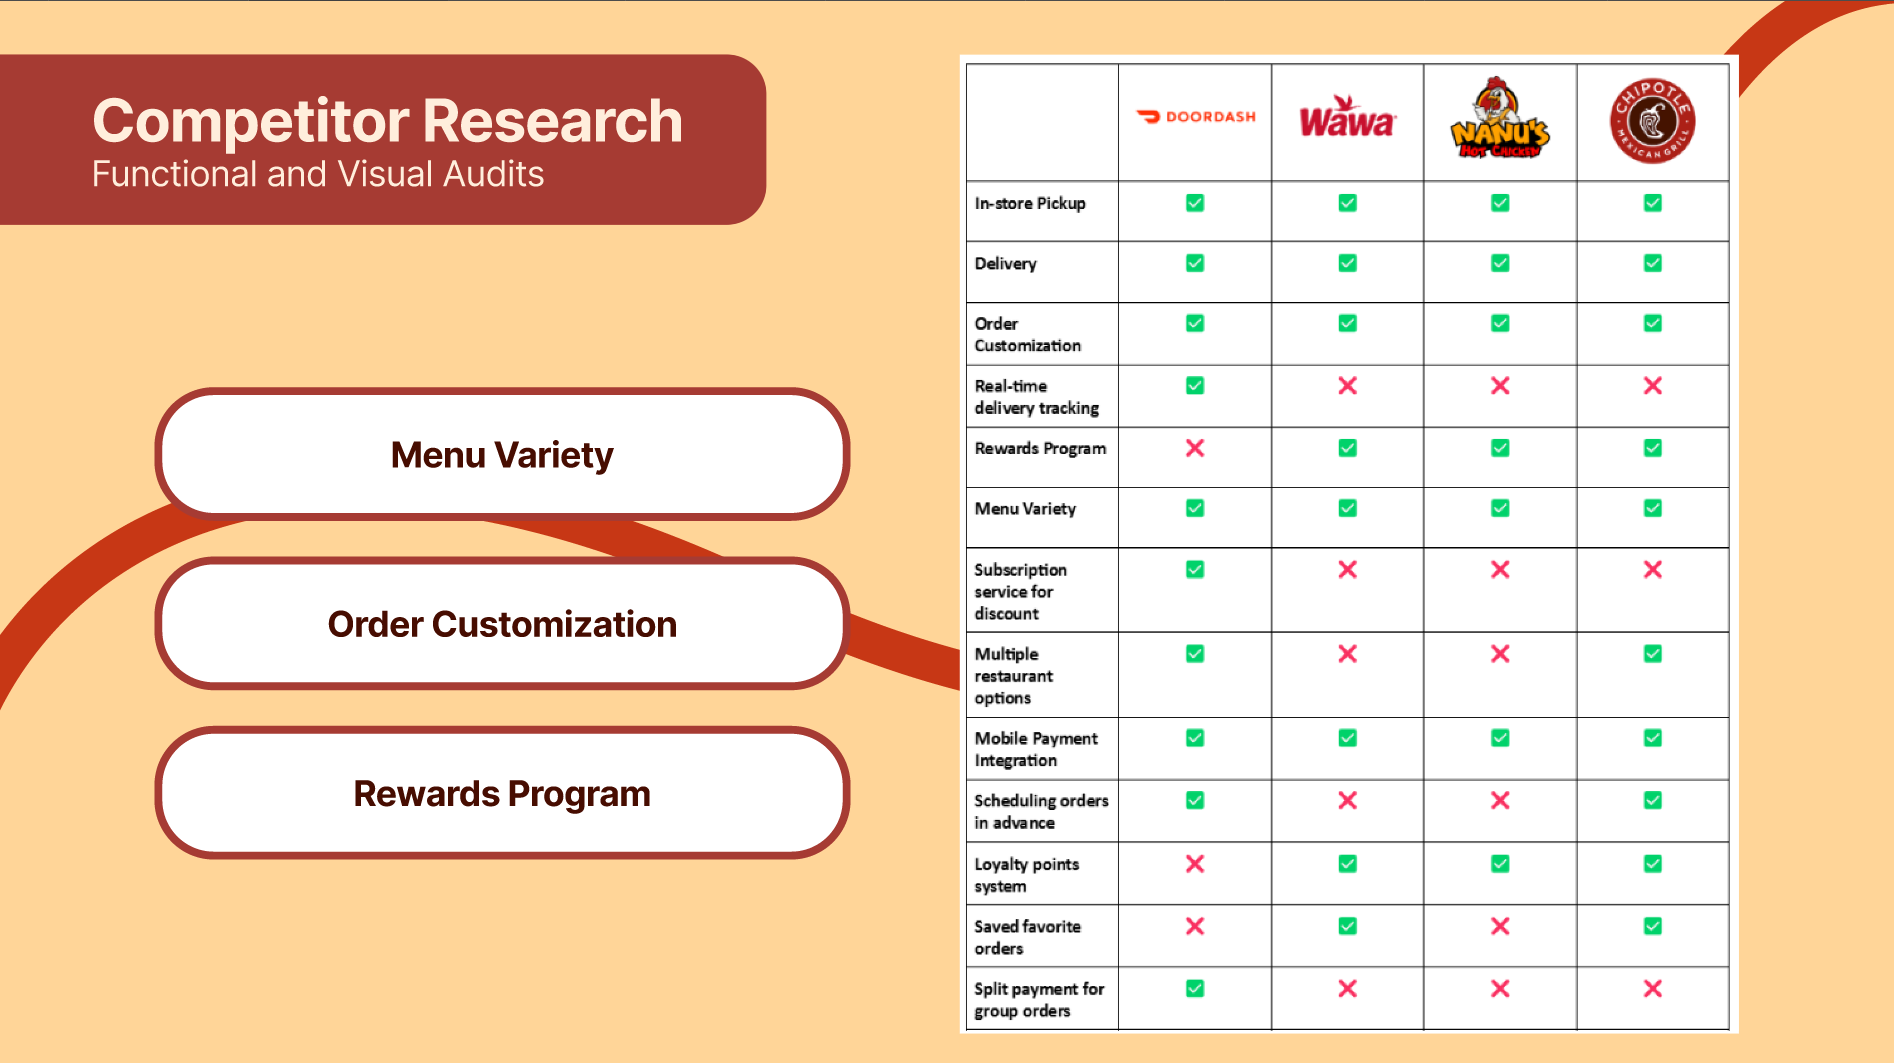 Competitor Research
Functional and Visual Audits
Menu Variety
Order Customization
Rewards Program
DOORDASH
Wawa
NANU'S
HOT CHICKEN
CHIPOTLE
MEXICAN GRILL
In-store Pickup
Delivery
Order
Customization
Real-time
delivery tracking
Rewards Program
Menu Variety
Subscription
service for
discount
Multiple
restaurant
options
Mobile Payment
Integration
Scheduling orders
in advance
Loyalty points
system
Saved favorite
orders
Split payment for
group orders